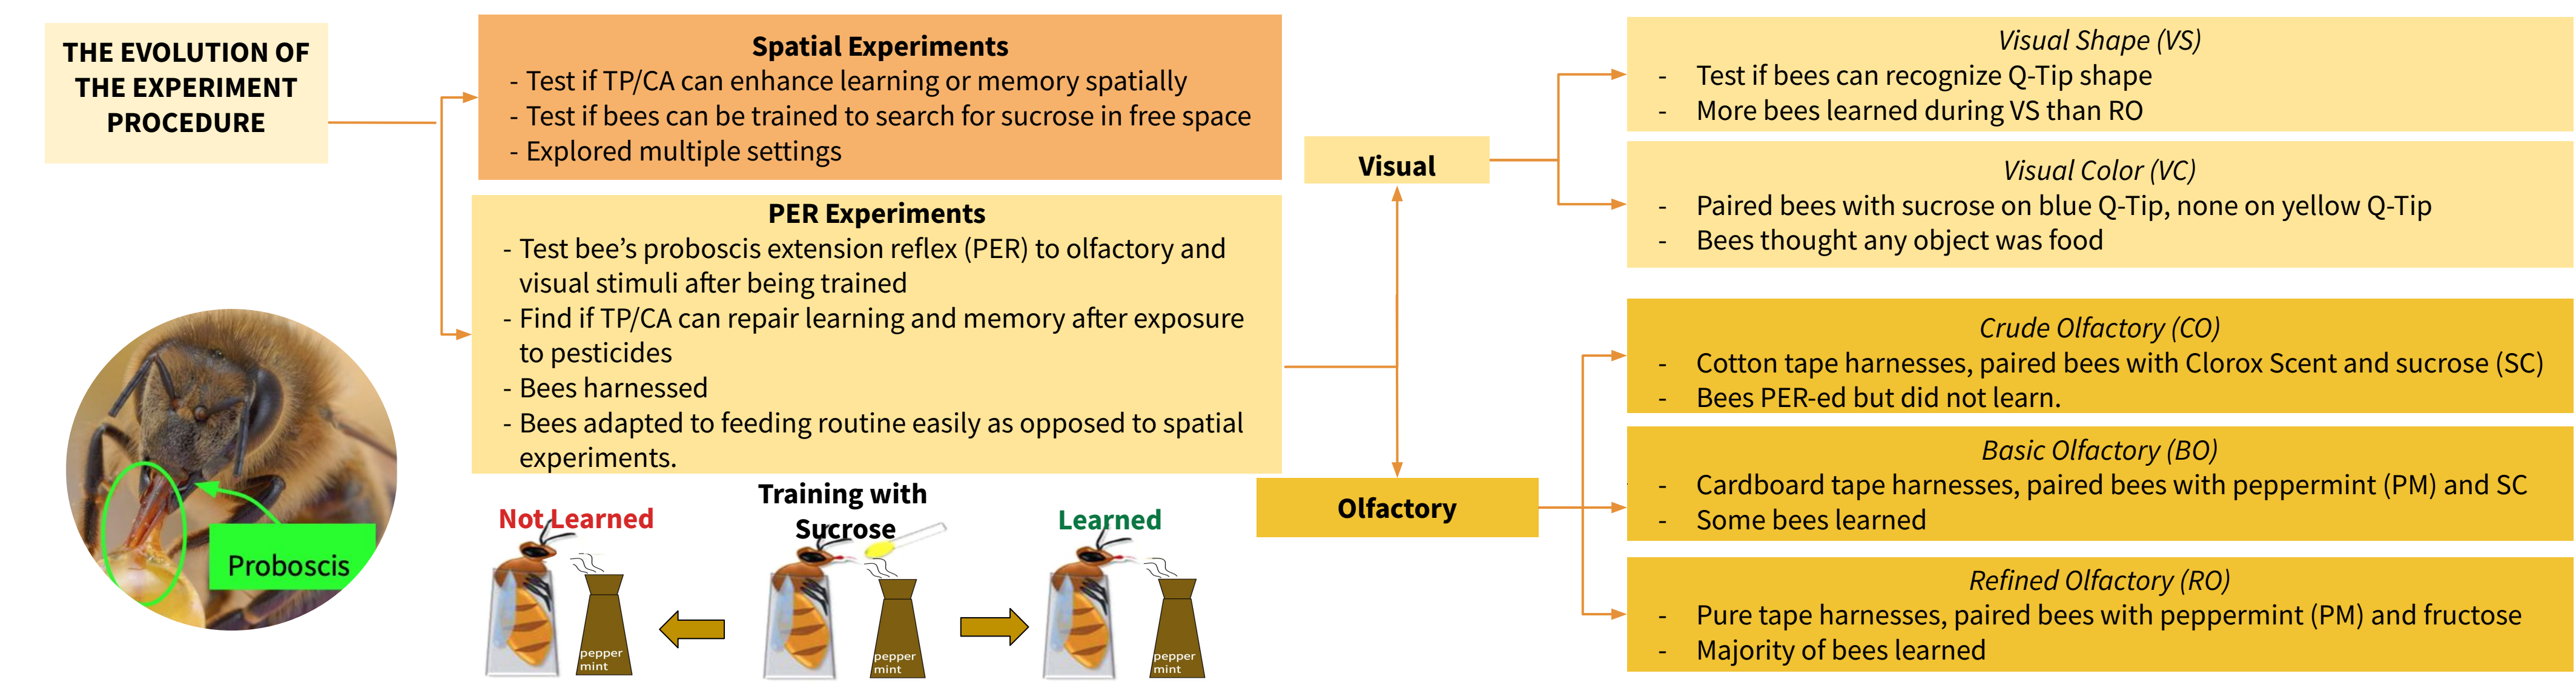 THE EVOLUTION OF
THE EXPERIMENT
PROCEDURE
Spatial Experiments
- Test if TP/CA can enhance learning or memory spatially
- Test if bees can be trained to search for sucrose in free space
- Explored multiple settings
PER Experiments
- Test bee’s proboscis extension reflex (PER) to olfactory and
visual stimuli after being trained
- Find if TP/CA can repair learning and memory after exposure
to pesticides
- Bees harnessed
- Bees adapted to feeding routine easily as opposed to spatial
experiments.
Proboscis
Not Learned
Training with
Sucrose
Learned
pepper
mint
pepper
mint
pepper
mint
Visual
Visual Shape (VS)
- Test if bees can recognize Q-Tip shape
- More bees learned during VS than RO
Visual Color (VC)
- Paired bees with sucrose on blue Q-Tip, none on yellow Q-Tip
- Bees thought any object was food
Olfactory
Crude Olfactory (CO)
- Cotton tape harnesses, paired bees with Clorox Scent and sucrose (SC)
- Bees PER-ed but did not learn.
Basic Olfactory (BO)
- Cardboard tape harnesses, paired bees with peppermint (PM) and SC
- Some bees learned
Refined Olfactory (RO)
- Pure tape harnesses, paired bees with peppermint (PM) and fructose
- Majority of bees learned